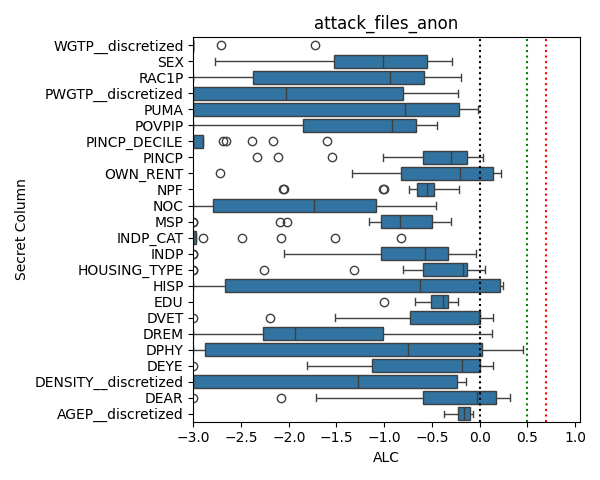 attack_files_anon
WGTP__discretized
SEX
RAC1P
PWGTP__discretized
PUMA
POVPIP
PINCP_DECILE
PINCP
OWN_RENT
NPF
NOC
MSP
INDP_CAT
INDP
HOUSING_TYPE
HISP
EDU
DVET
DREM
DPHY
DEYE
DENSITY__discretized
DEAR
AGEP__discretized
Secret Column
−3.0 −2.5 −2.0 −1.5 −1.0 −0.5 0.0 0.5 1.0
ALC